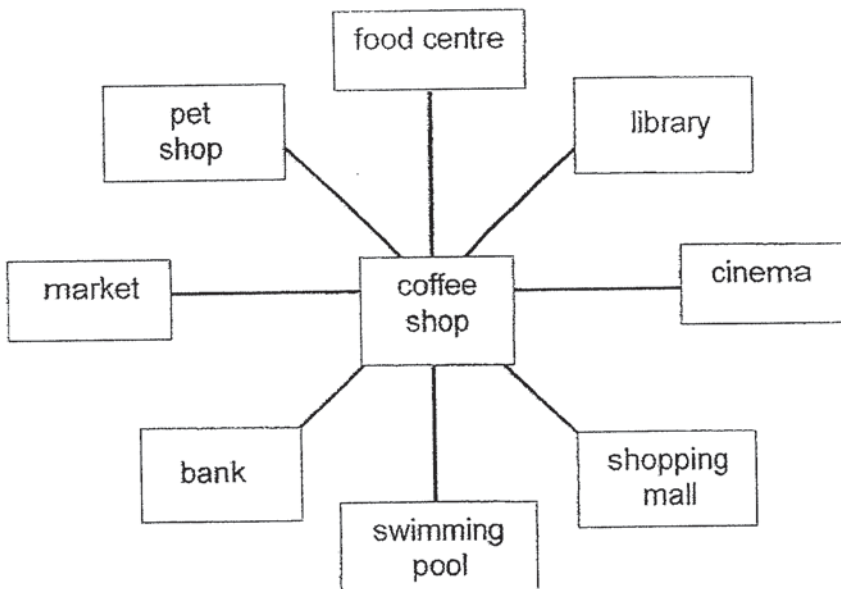 food centre
pet
shop
library
market
coffee
shop
cinema
bank
shopping
mall
swimming
pool